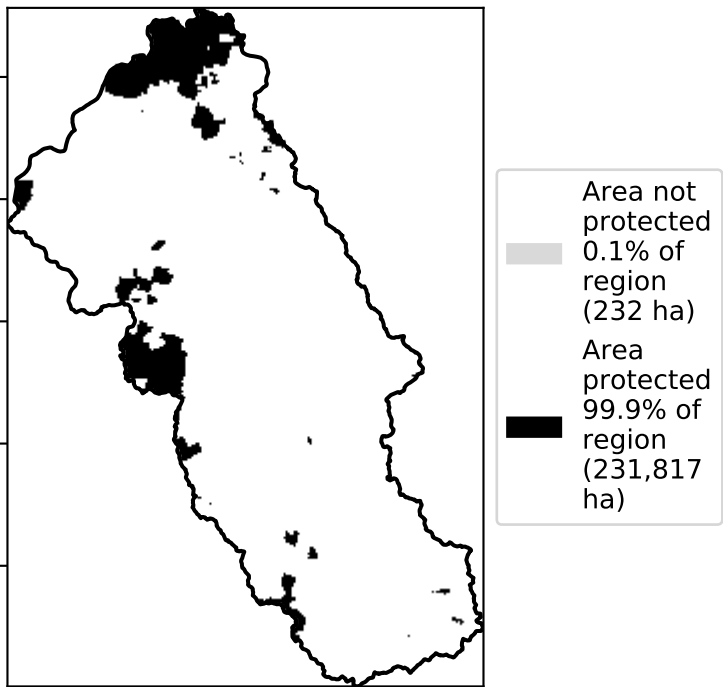 Area not
protected
0.1% of
region
(232 ha)
Area
protected
99.9% of
region
(231,817
ha)